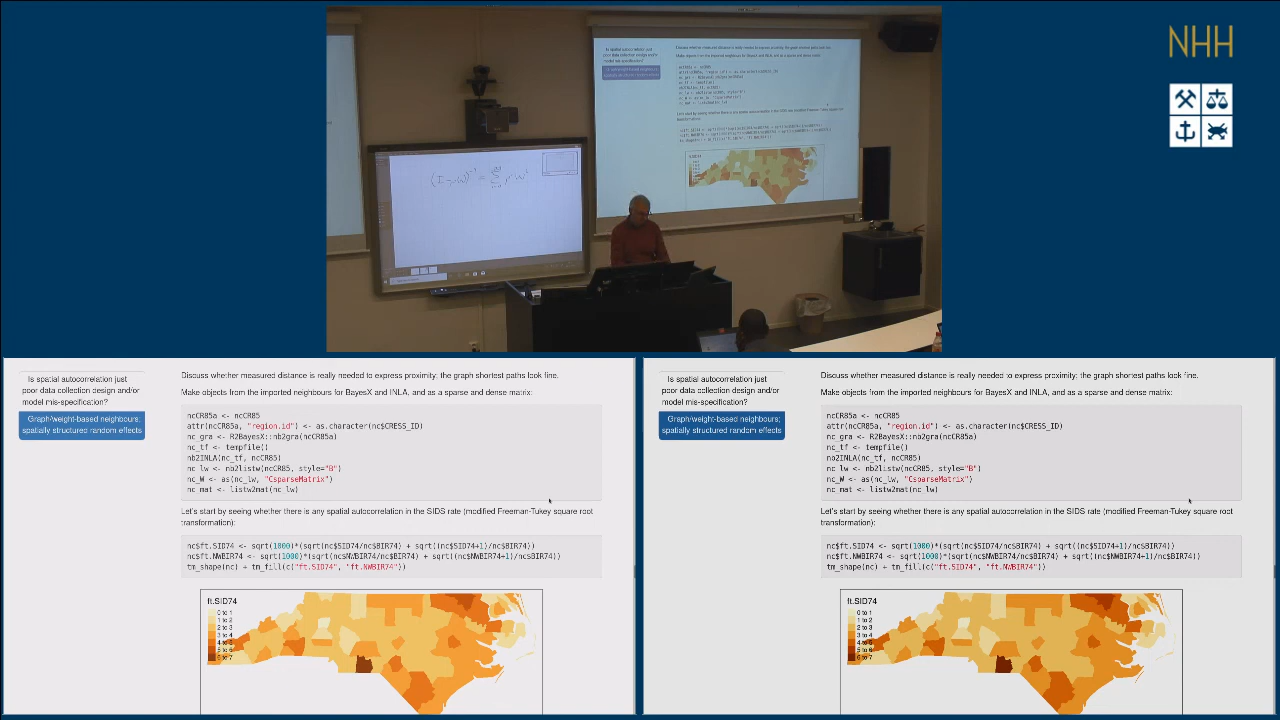 NHH
(I-ρW)⁻¹ = Σ ρⁱ Wⁱ
Is spatial autocorrelation just
poor data collection design and/or
model mis-specification?
Graph/weight-based neighbours;
spatially structured random effects
Discuss whether measured distance is really needed to express proximity; the graph shortest paths look fine.
Make objects from the imported neighbours for BayesX and INLA, and as a sparse and dense matrix:
ncCR85a <- ncCR85
attr(ncCR85a, "region.id") <- as.character(nc$CRESS_ID)
nc_gra <- R2BayesX::nb2gra(ncCR85a)
nc_tf <- tempfile()
nb2INLA(nc_tf, ncCR85)
nc_lw <- nb2listw(ncCR85, style="B")
nc_W <- as(nc_lw, "CsparseMatrix")
nc_mat <- listw2mat(nc_lw)
Let's start by seeing whether there is any spatial autocorrelation in the SIDS rate (modified Freeman-Tukey square root
transformation):
nc$ft.SID74 <- sqrt(1000)*(sqrt(nc$SID74/nc$BIR74) + sqrt((nc$SID74+1)/nc$BIR74))
nc$ft.NWBIR74 <- sqrt(1000)*(sqrt(nc$NWBIR74/nc$BIR74) + sqrt((nc$NWBIR74+1)/nc$BIR74))
tm_shape(nc) + tm_fill(c("ft.SID74", "ft.NWBIR74"))
ft.SID74
0 to 1
1 to 2
2 to 3
3 to 4
4 to 5
5 to 6
6 to 7
Is spatial autocorrelation just
poor data collection design and/or
model mis-specification?
Graph/weight-based neighbours;
spatially structured random effects
Discuss whether measured distance is really needed to express proximity; the graph shortest paths look fine.
Make objects from the imported neighbours for BayesX and INLA, and as a sparse and dense matrix:
ncCR85a <- ncCR85
attr(ncCR85a, "region.id") <- as.character(nc$CRESS_ID)
nc_gra <- R2BayesX::nb2gra(ncCR85a)
nc_tf <- tempfile()
nb2INLA(nc_tf, ncCR85)
nc_lw <- nb2listw(ncCR85, style="B")
nc_W <- as(nc_lw, "CsparseMatrix")
nc_mat <- listw2mat(nc_lw)
Let's start by seeing whether there is any spatial autocorrelation in the SIDS rate (modified Freeman-Tukey square root
transformation):
nc$ft.SID74 <- sqrt(1000)*(sqrt(nc$SID74/nc$BIR74) + sqrt((nc$SID74+1)/nc$BIR74))
nc$ft.NWBIR74 <- sqrt(1000)*(sqrt(nc$NWBIR74/nc$BIR74) + sqrt((nc$NWBIR74+1)/nc$BIR74))
tm_shape(nc) + tm_fill(c("ft.SID74", "ft.NWBIR74"))
ft.SID74
0 to 1
1 to 2
2 to 3
3 to 4
4 to 5
5 to 6
6 to 7